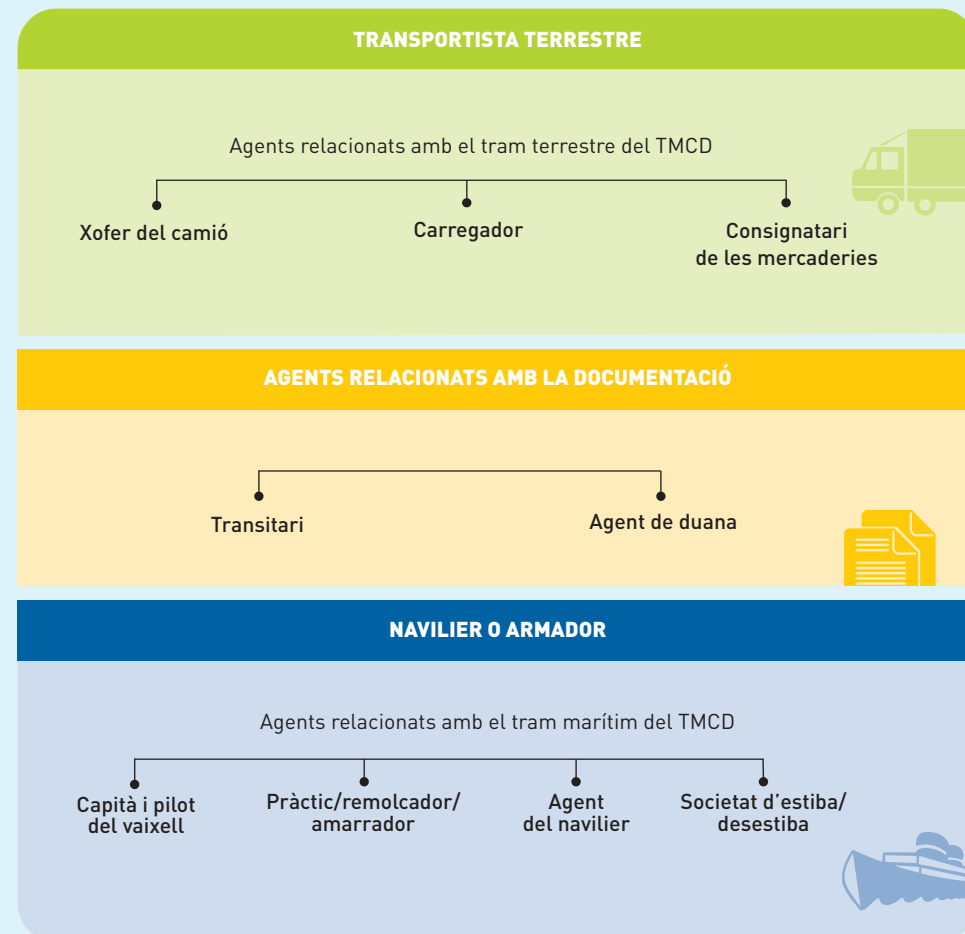 TRANSPORTISTA TERRESTRE
Agents relacionats amb el tram terrestre del TMCD
Xofer del camió
Carregador
Consignatari
de les mercaderies
AGENTS RELACIONATS AMB LA DOCUMENTACIÓ
Transitari
Agent de duana
NAVILIER O ARMADOR
Agents relacionats amb el tram marítim del TMCD
Capità i pilot
del vaixell
Pràctic/remolcador/
amarrador
Agent
del navilier
Societat d'estiba/
desestiba